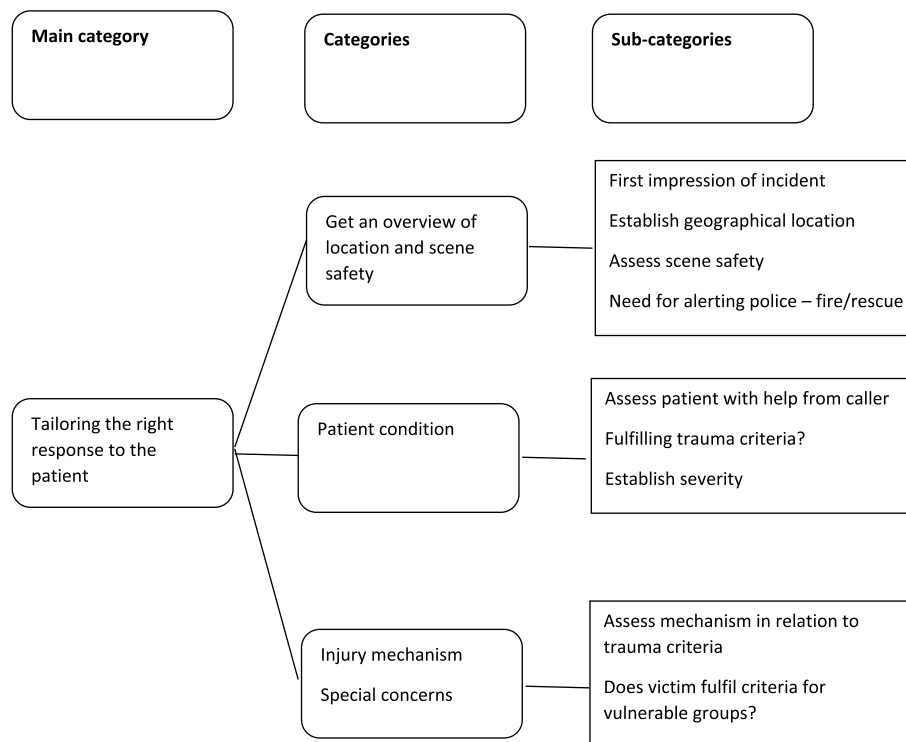 Main category
Categories
Sub-categories
Get an overview of
location and scene
safety
First impression of incident
Establish geographical location
Assess scene safety
Need for alerting police – fire/rescue
Tailoring the right
response to the
patient
Patient condition
Assess patient with help from caller
Fulfilling trauma criteria?
Establish severity
Injury mechanism
Special concerns
Assess mechanism in relation to
trauma criteria
Does victim fulfil criteria for
vulnerable groups?